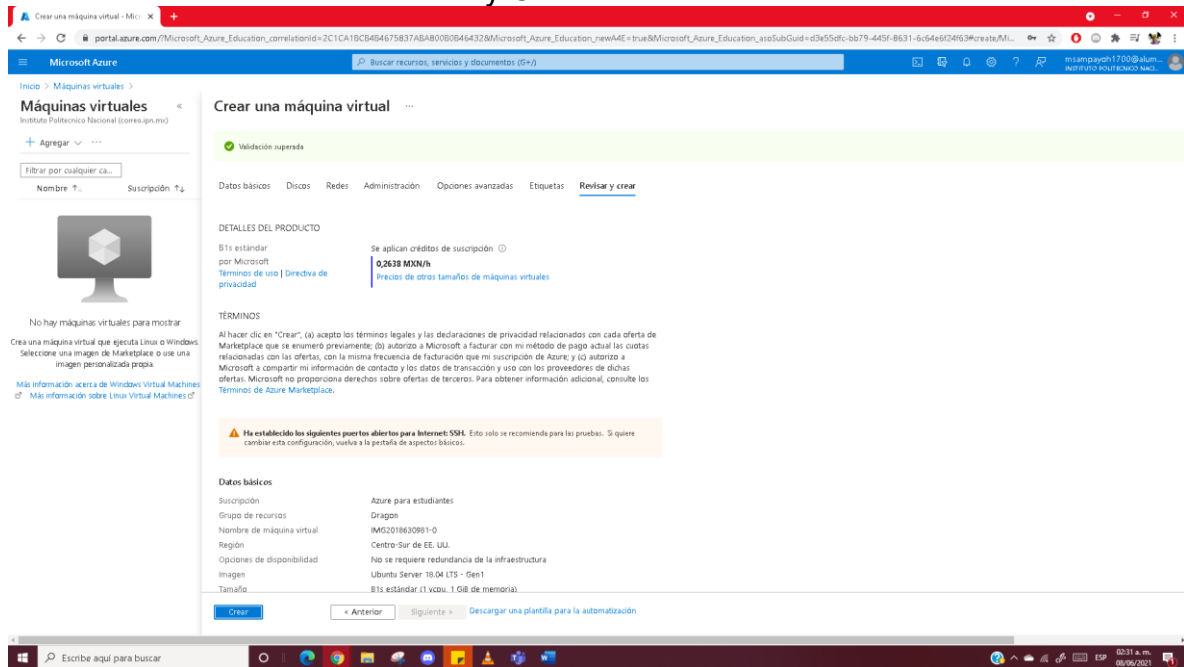 Crear una máquina virtual - Micr
portal.azure.com/?Microsoft_Azure_Education_correlationId=2C1CA1BCB4B4675837ABA800B0B46432&Microsoft_Azure_Education_newA4E=true&Microsoft_Azure_Education_asoSubGuid=d3e55dfc-bb79-445f-8631-6c64e6f24f63#create/Mi...
Microsoft Azure
Buscar recursos, servicios y documentos (G+/)
msampayoh1700@alum...
INSTITUTO POLITECNICO NACI...
Inicio > Máquinas virtuales >
Máquinas virtuales «
Instituto Politecnico Nacional (correo.ipn.mx)
+ Agregar ...
Filtrar por cualquier ca...
Nombre ↑↓ Suscripción ↑↓
No hay máquinas virtuales para mostrar
Crea una máquina virtual que ejecuta Linux o Windows.
Seleccione una imagen de Marketplace o use una
imagen personalizada propia.
Más información acerca de Windows Virtual Machines
Más información sobre Linux Virtual Machines
Crear una máquina virtual ...
Validación superada
Datos básicos Discos Redes Administración Opciones avanzadas Etiquetas Revisar y crear
DETALLES DEL PRODUCTO
B1s estándar
por Microsoft
Términos de uso | Directiva de
privacidad
Se aplican créditos de suscripción
0,2638 MXN/h
Precios de otros tamaños de máquinas virtuales
TÉRMINOS
Al hacer clic en "Crear", (a) acepto los términos legales y las declaraciones de privacidad relacionados con cada oferta de
Marketplace que se enumeró previamente; (b) autorizo a Microsoft a facturar con mi método de pago actual las cuotas
relacionadas con las ofertas, con la misma frecuencia de facturación que mi suscripción de Azure; y (c) autorizo a
Microsoft a compartir mi información de contacto y los datos de transacción y uso con los proveedores de dichas
ofertas. Microsoft no proporciona derechos sobre ofertas de terceros. Para obtener información adicional, consulte los
Términos de Azure Marketplace.
Ha establecido los siguientes puertos abiertos para Internet: SSH. Esto solo se recomienda para las pruebas. Si quiere
cambiar esta configuración, vuelva a la pestaña de aspectos básicos.
Datos básicos
Suscripción Azure para estudiantes
Grupo de recursos Dragon
Nombre de máquina virtual IMG2018630981-0
Región Centro-Sur de EE. UU.
Opciones de disponibilidad No se requiere redundancia de la infraestructura
Imagen Ubuntu Server 18.04 LTS - Gen1
Tamaño B1s estándar (1 vcpu, 1 GiB de memoria)
Crear < Anterior Siguiente > Descargar una plantilla para la automatización
Escribe aquí para buscar
ESP
02:31 a. m.
08/06/2021